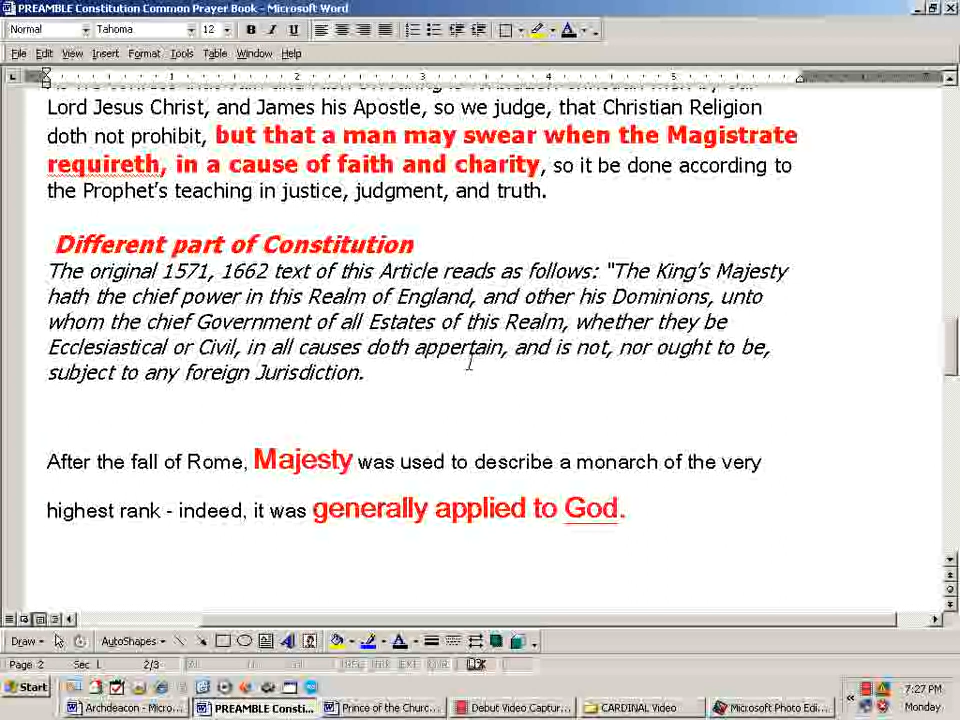 PREAMBLE Constitution Common Prayer Book - Microsoft Word
Normal Tahoma 12 B I U A
File Edit View Insert Format Tools Table Window Help
1 2 3 4 5
Lord Jesus Christ, and James his Apostle, so we judge, that Christian Religion
doth not prohibit, but that a man may swear when the Magistrate
requireth, in a cause of faith and charity, so it be done according to
the Prophet's teaching in justice, judgment, and truth.
Different part of Constitution
The original 1571, 1662 text of this Article reads as follows: "The King's Majesty
hath the chief power in this Realm of England, and other his Dominions, unto
whom the chief Government of all Estates of this Realm, whether they be
Ecclesiastical or Civil, in all causes doth appertain, and is not, nor ought to be,
subject to any foreign Jurisdiction.
After the fall of Rome, Majesty was used to describe a monarch of the very
highest rank - indeed, it was generally applied to God.
Draw AutoShapes A
Page 2 Sec 1 2/3
Start 7:27 PM
Archdeacon - Micro... PREAMBLE Consti... Prince of the Churc... Debut Video Captur... CARDINAL Video Microsoft Photo Edi... Monday